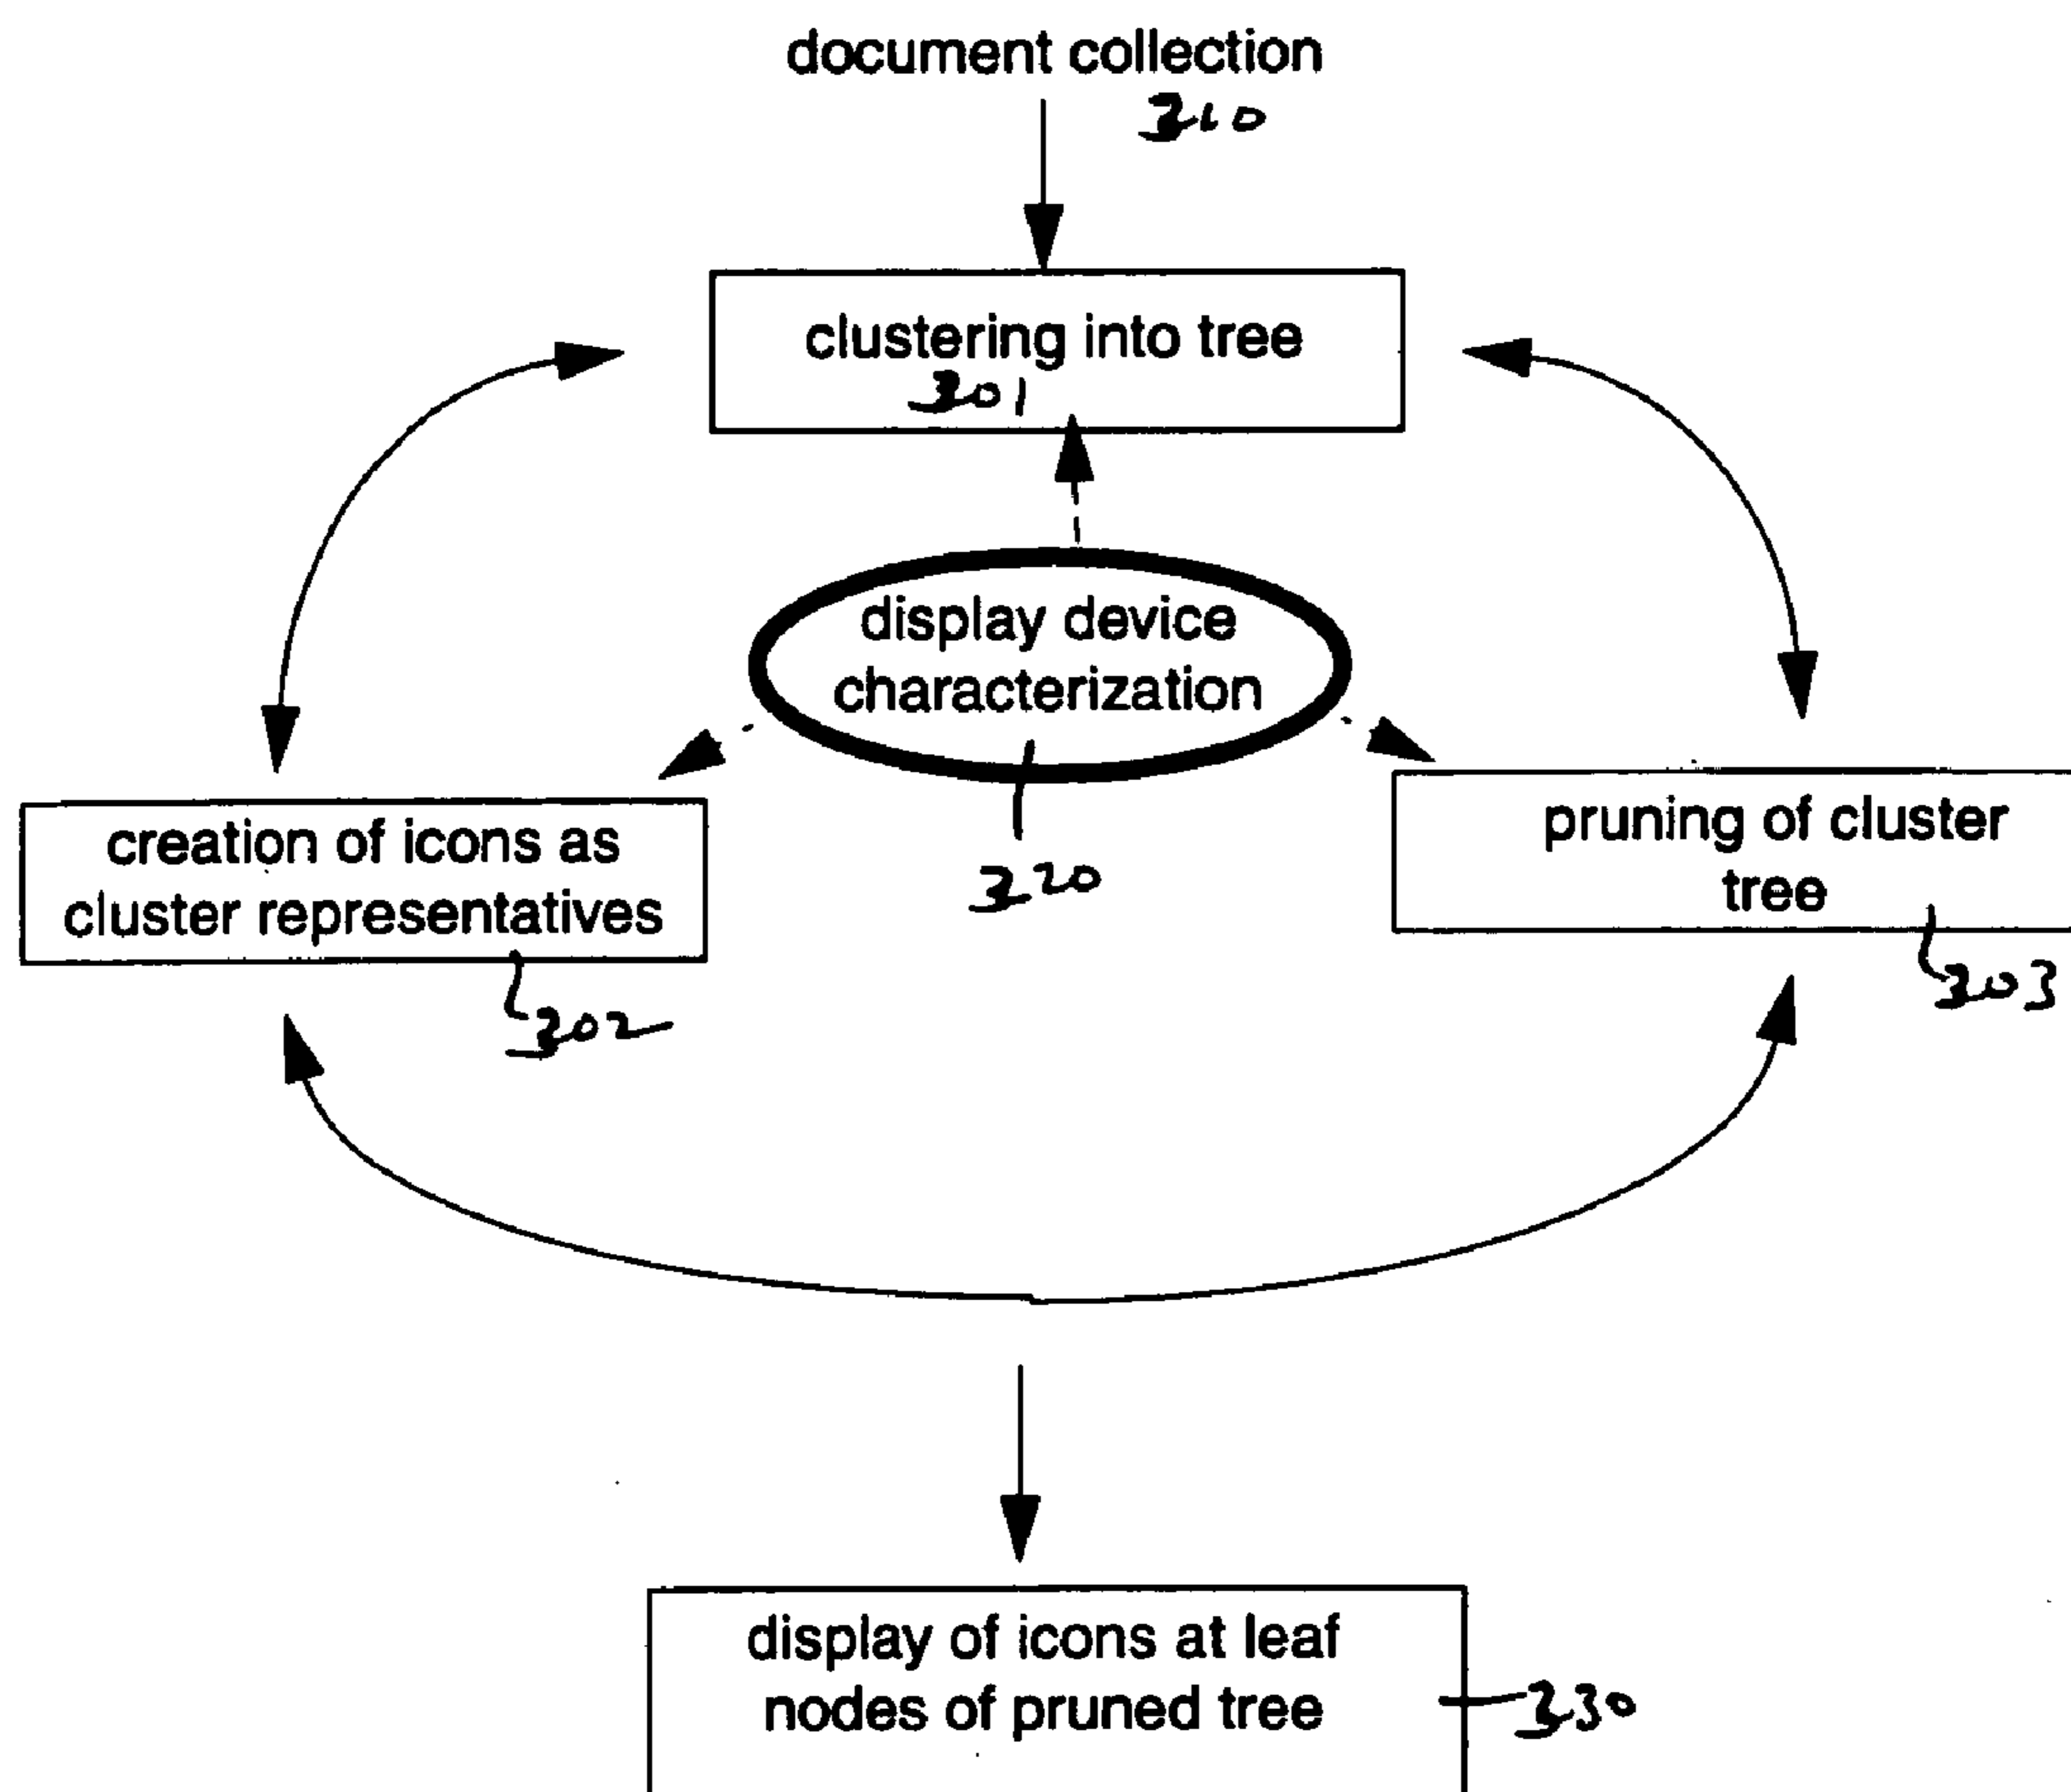 document collection
310
clustering into tree
301
display device
characterization
320
creation of icons as
cluster representatives
302
pruning of cluster
tree
303
display of icons at leaf
nodes of pruned tree
330